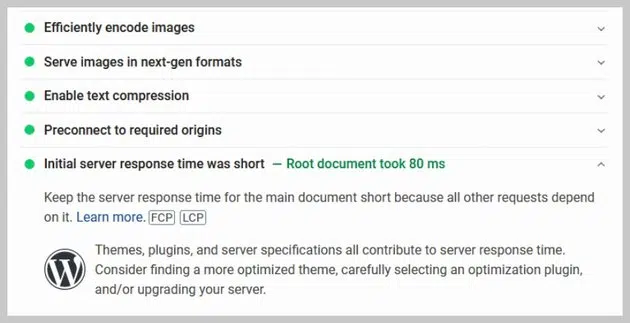 Efficiently encode images
Serve images in next-gen formats
Enable text compression
Preconnect to required origins
Initial server response time was short — Root document took 80 ms
Keep the server response time for the main document short because all other requests depend
on it. Learn more. FCP LCP
Themes, plugins, and server specifications all contribute to server response time.
Consider finding a more optimized theme, carefully selecting an optimization plugin,
and/or upgrading your server.